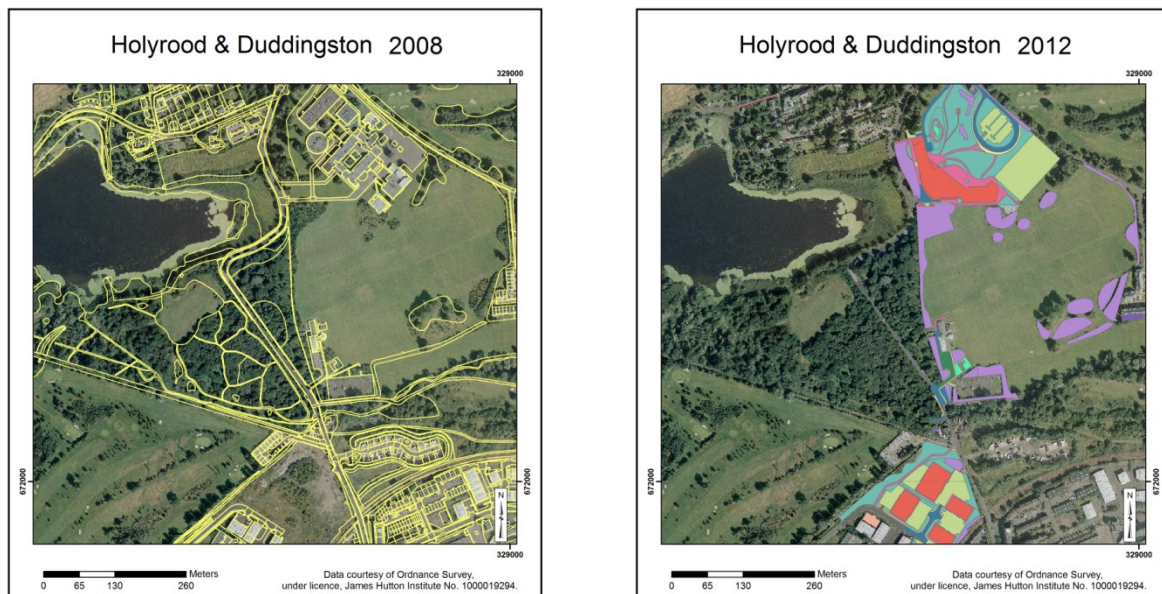 Holyrood & Duddingston 2008
329000
672000
N
329000
Meters
0 65 130 260
Data courtesy of Ordnance Survey,
under licence, James Hutton Institute No. 1000019294.
Holyrood & Duddingston 2012
329000
672000
N
329000
Meters
0 65 130 260
Data courtesy of Ordnance Survey,
under licence, James Hutton Institute No. 1000019294.